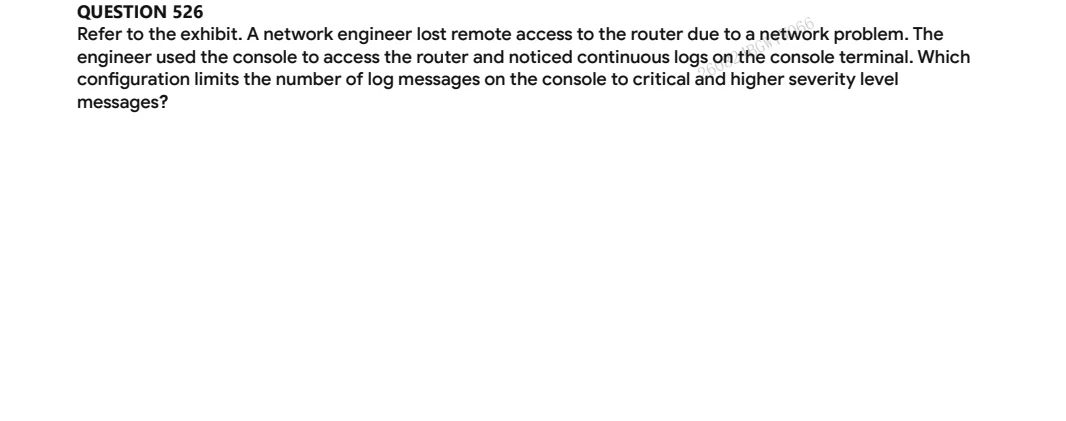 QUESTION 526
Refer to the exhibit. A network engineer lost remote access to the router due to a network problem. The
engineer used the console to access the router and noticed continuous logs on the console terminal. Which
configuration limits the number of log messages on the console to critical and higher severity level
messages?